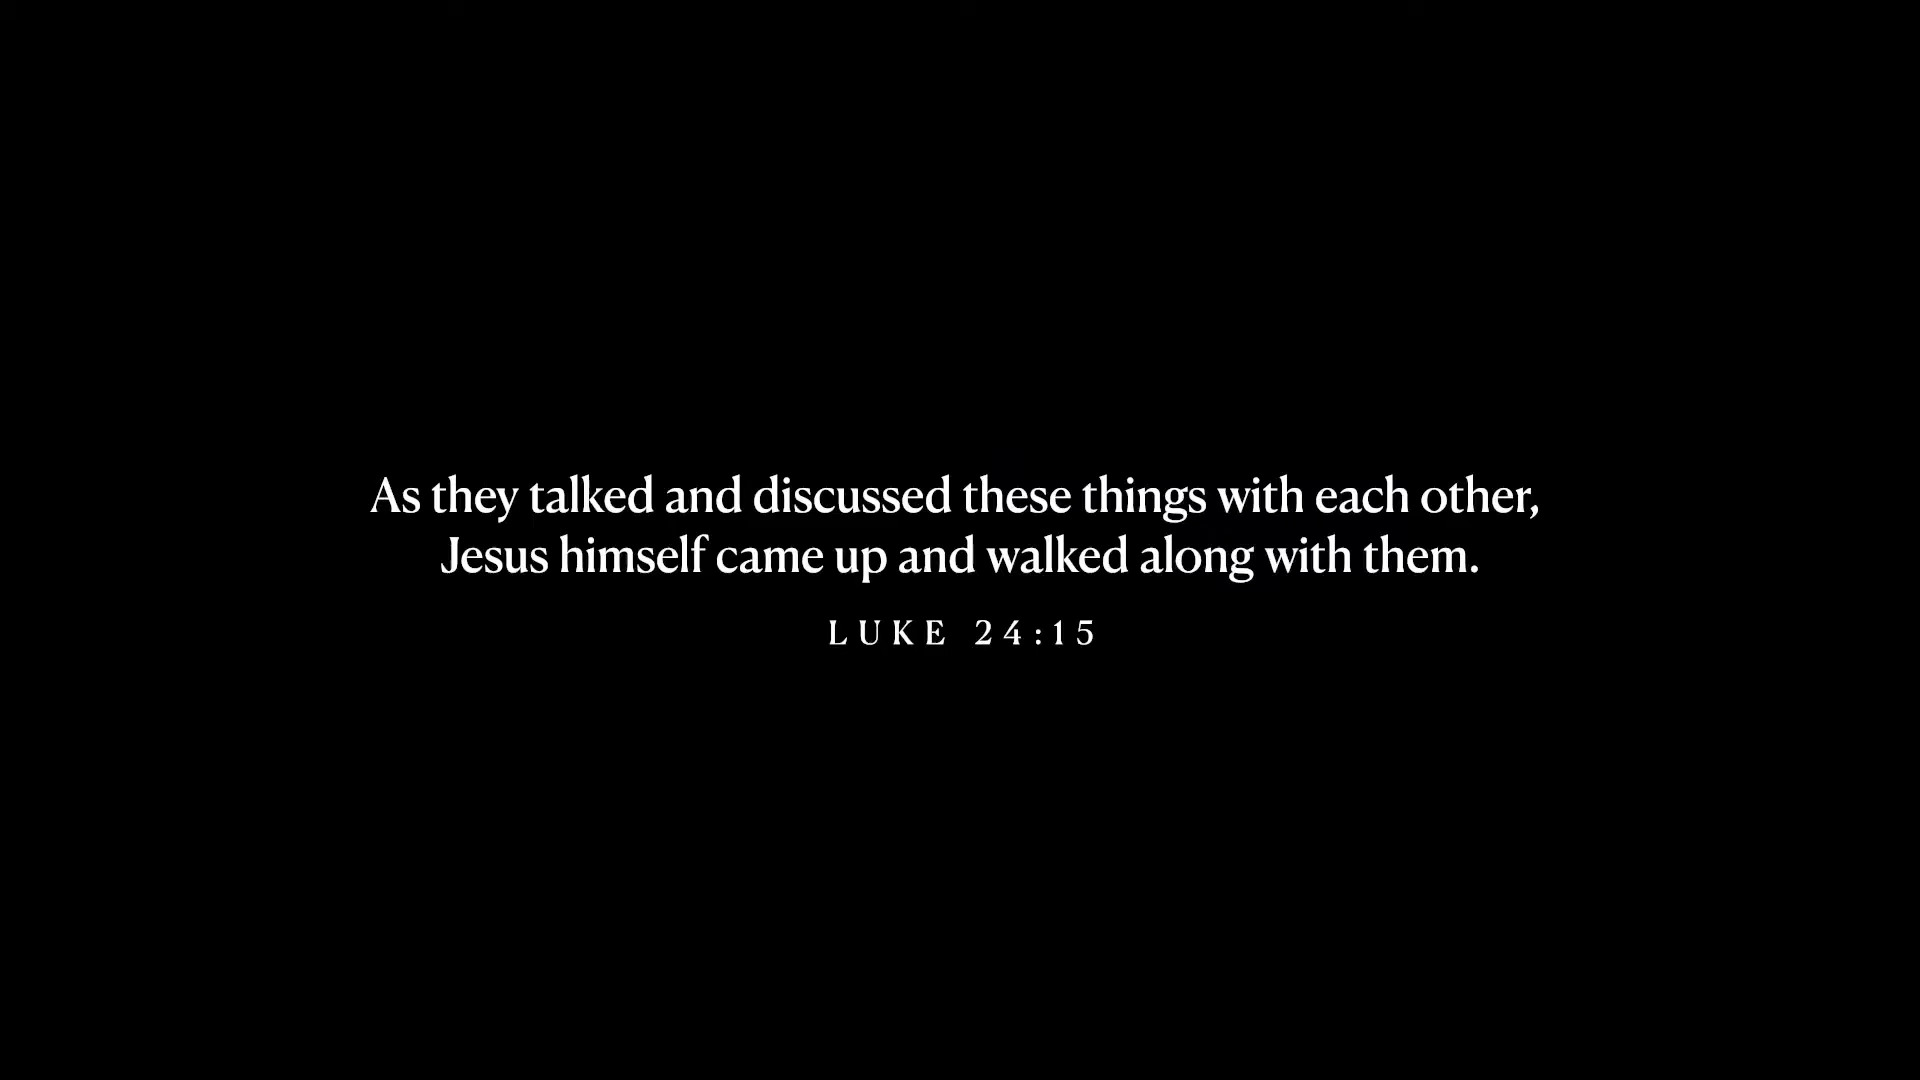 As they talked and discussed these things with each other,
Jesus himself came up and walked along with them.
LUKE 24:15